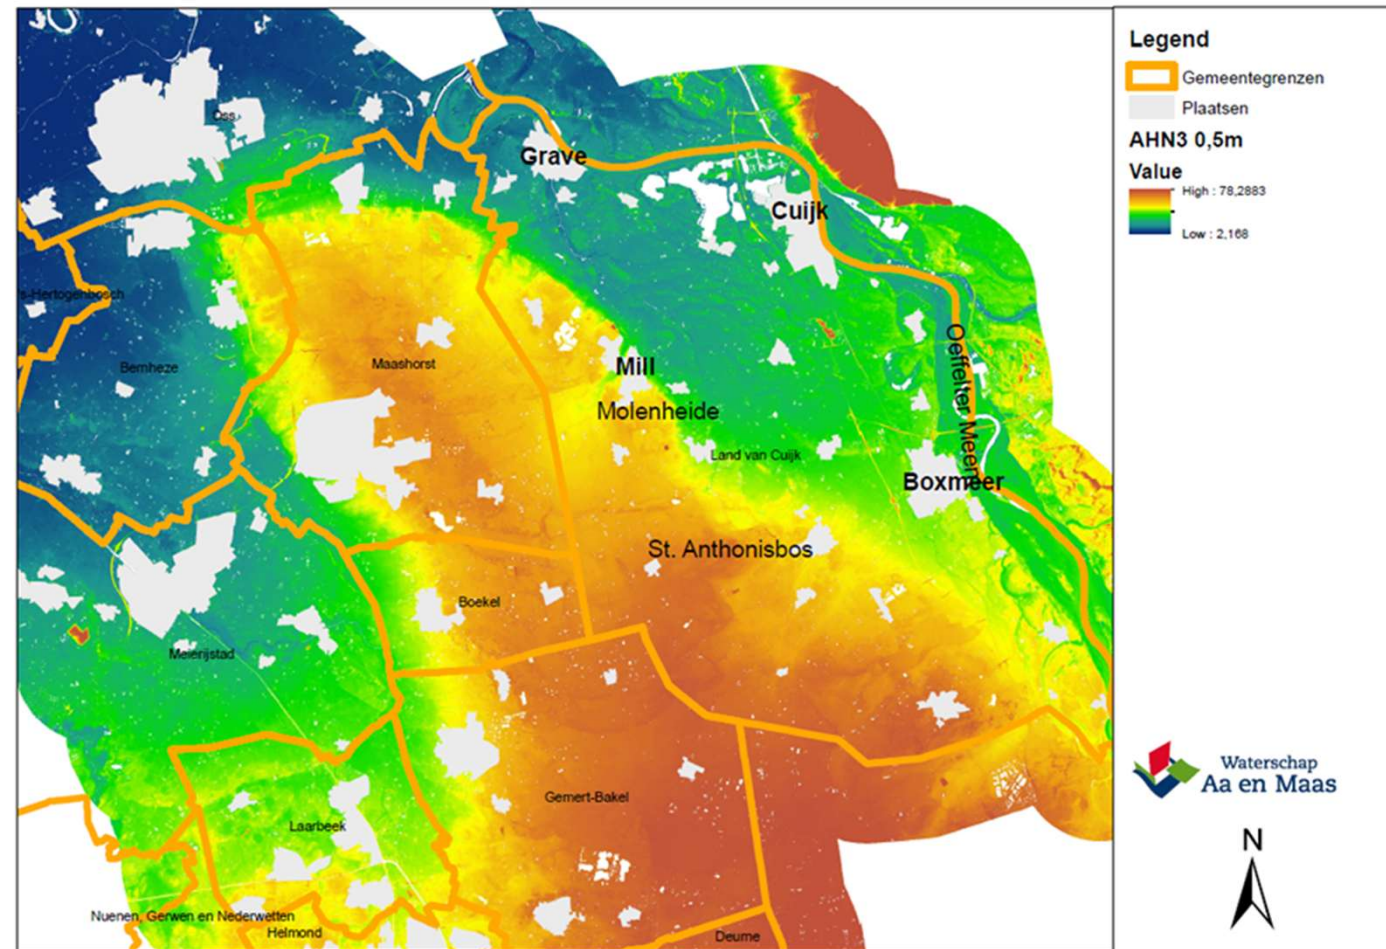 Oss
Grave
Cuijk
's-Hertogenbosch
Bernheze
Maashorst
Mill
Molenheide
Oeffelter Meent
Land van Cuijk
Boxmeer
St. Anthonisbos
Boekel
Meierijstad
Gemert-Bakel
Laarbeek
Nuenen, Gerwen en Nederwetten
Helmond
Deurne
Legend
Gemeentegrenzen
Plaatsen
AHN3 0,5m
Value
High : 78,2883
Low : 2,168
Waterschap
Aa en Maas
N